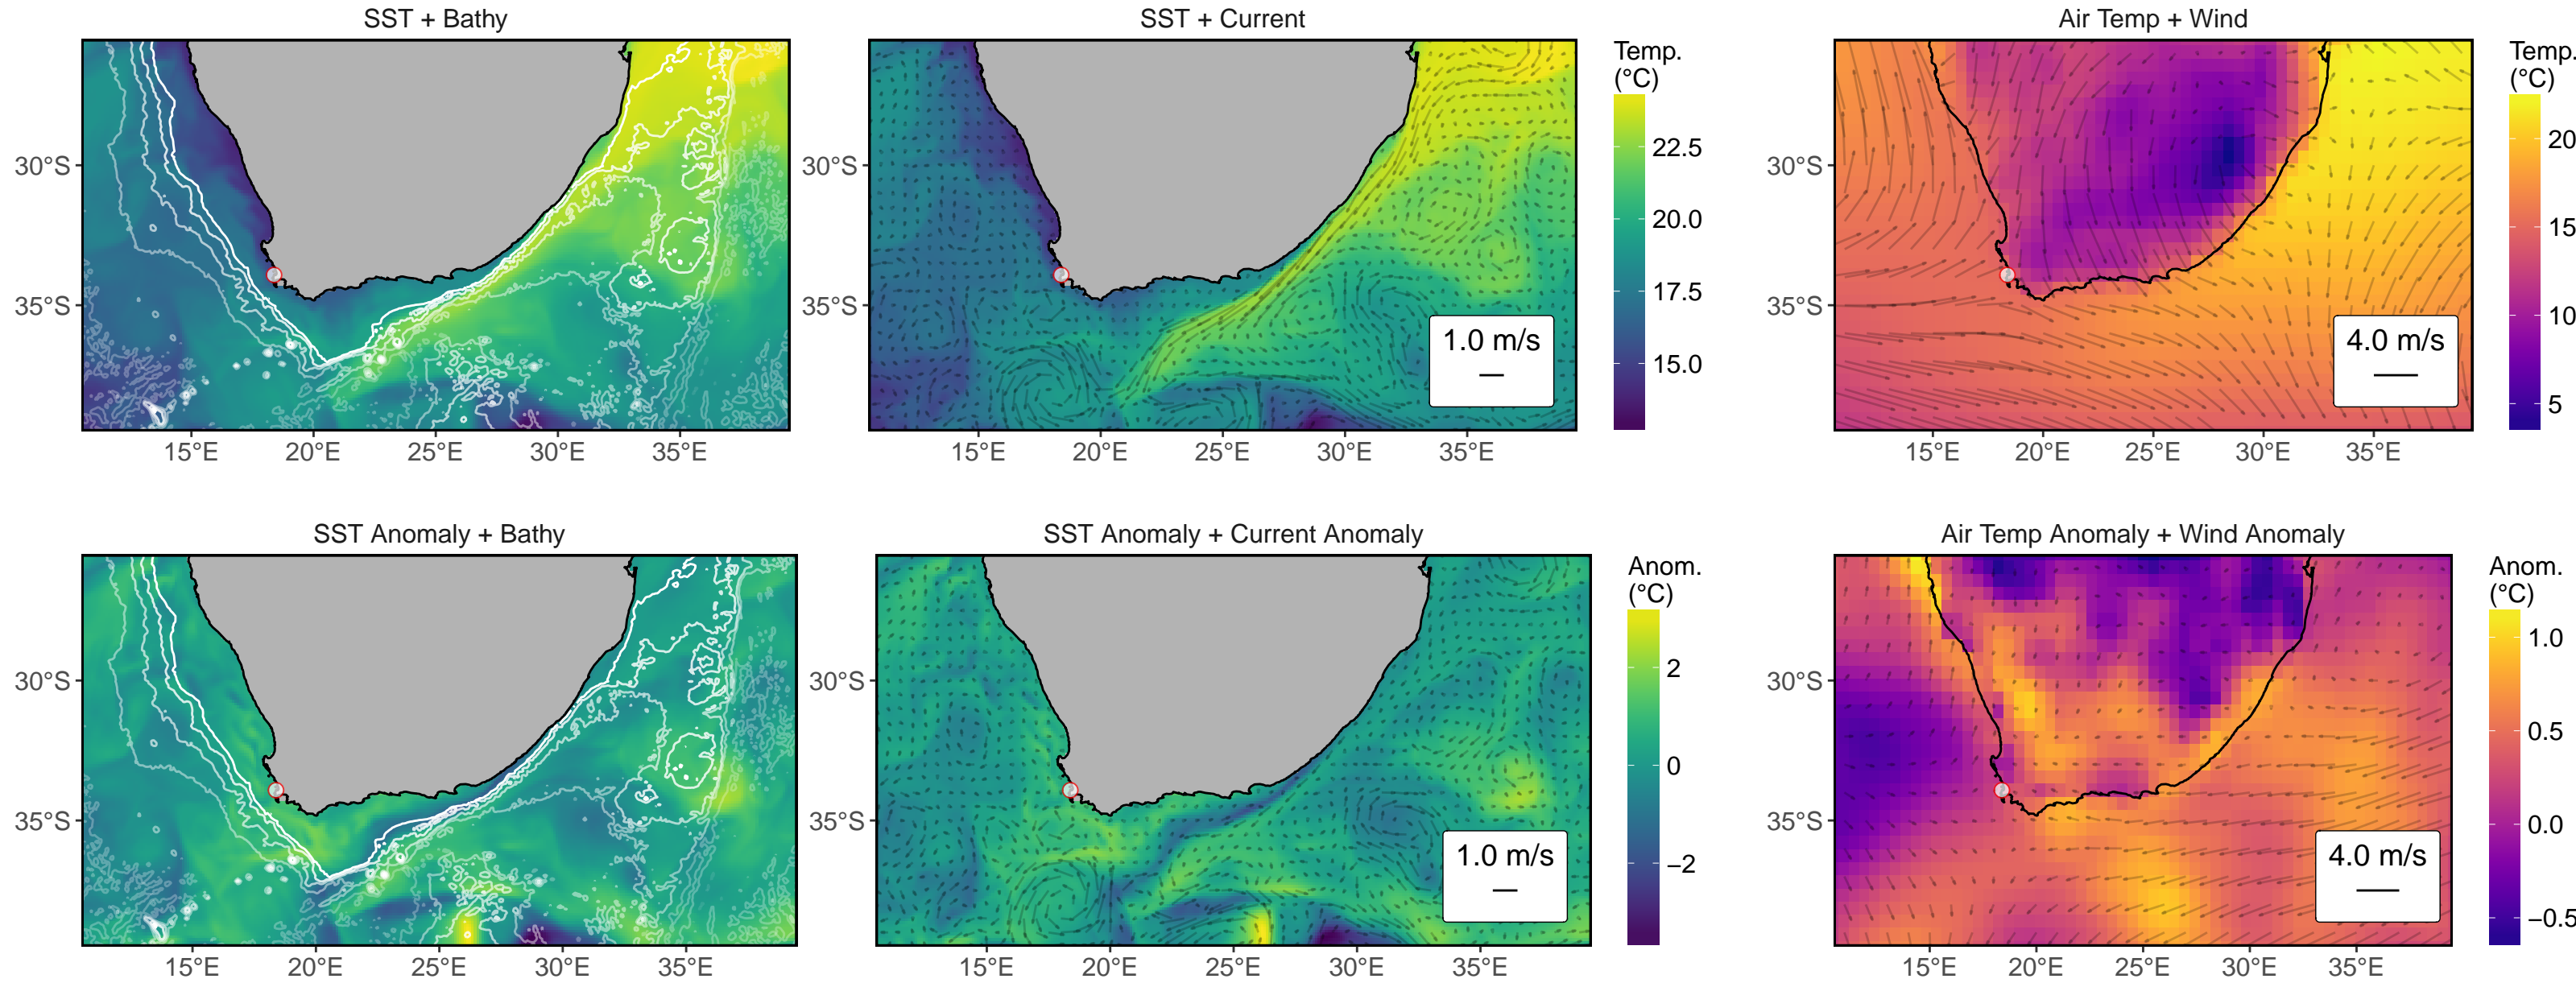 SST + Bathy
SST + Current
Air Temp + Wind
30°S
35°S
15°E 20°E 25°E 30°E 35°E
30°S
35°S
1.0 m/s
15°E 20°E 25°E 30°E 35°E
Temp.
(°C)
22.5
20.0
17.5
15.0
30°S
35°S
4.0 m/s
15°E 20°E 25°E 30°E 35°E
Temp.
(°C)
20
15
10
5
SST Anomaly + Bathy
SST Anomaly + Current Anomaly
Air Temp Anomaly + Wind Anomaly
30°S
35°S
15°E 20°E 25°E 30°E 35°E
30°S
35°S
1.0 m/s
15°E 20°E 25°E 30°E 35°E
Anom.
(°C)
2
0
−2
30°S
35°S
4.0 m/s
15°E 20°E 25°E 30°E 35°E
Anom.
(°C)
1.0
0.5
0.0
−0.5